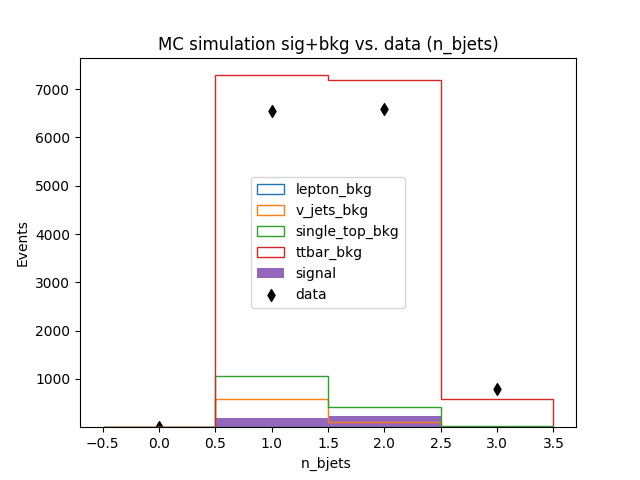 MC simulation sig+bkg vs. data (n_bjets)
7000
6000
5000
4000
3000
2000
1000
Events
lepton_bkg
v_jets_bkg
single_top_bkg
ttbar_bkg
signal
data
−0.5 0.0 0.5 1.0 1.5 2.0 2.5 3.0 3.5
n_bjets